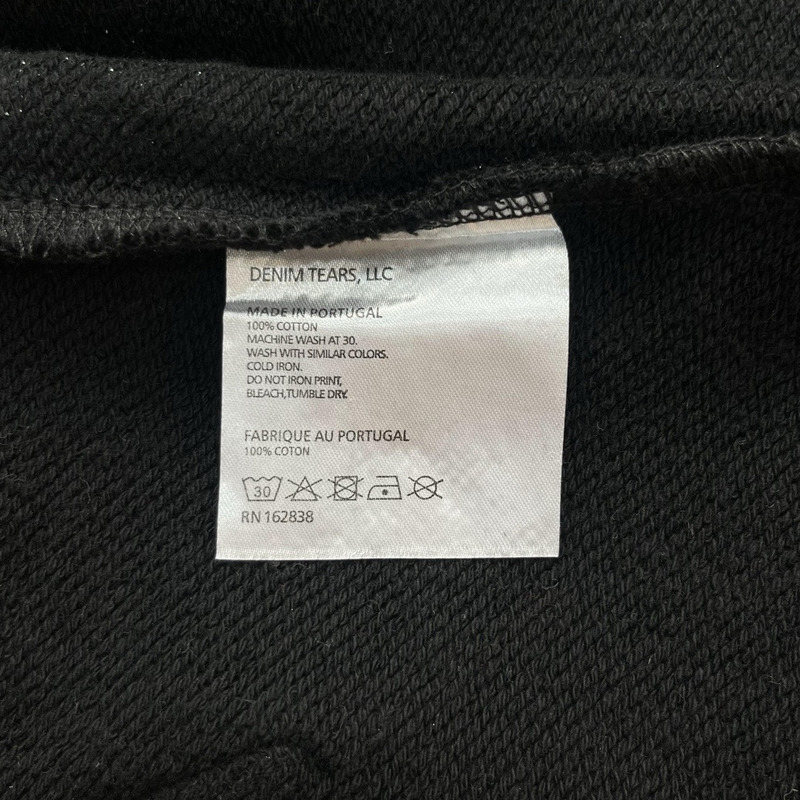 DENIM TEARS, LLC
MADE IN PORTUGAL
100% COTTON
MACHINE WASH AT 30.
WASH WITH SIMILAR COLORS.
COLD IRON.
DO NOT IRON PRINT,
BLEACH,TUMBLE DRY.
FABRIQUE AU PORTUGAL
100% COTON
30
RN 162838